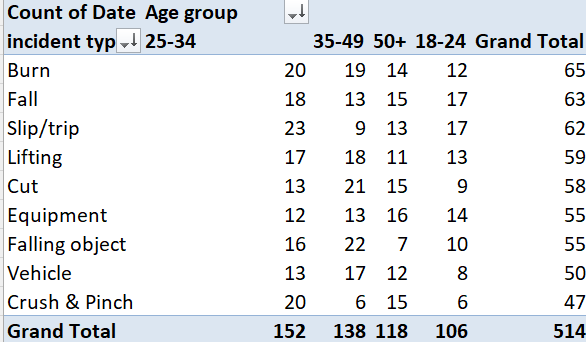 Count of Date Age group
incident typ 25-34 35-49 50+ 18-24 Grand Total
Burn 20 19 14 12 65
Fall 18 13 15 17 63
Slip/trip 23 9 13 17 62
Lifting 17 18 11 13 59
Cut 13 21 15 9 58
Equipment 12 13 16 14 55
Falling object 16 22 7 10 55
Vehicle 13 17 12 8 50
Crush & Pinch 20 6 15 6 47
Grand Total 152 138 118 106 514